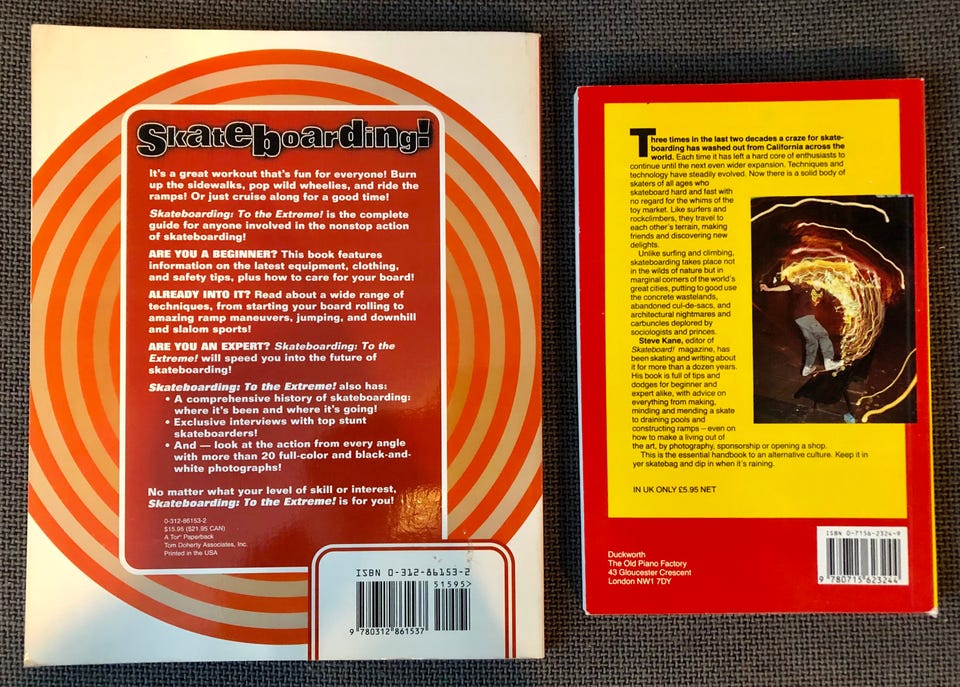 Skateboarding!
It's a great workout that's fun for everyone! Burn
up the sidewalks, pop wild wheelies, and ride the
ramps! Or just cruise along for a good time!
Skateboarding: To the Extreme! is the complete
guide for anyone involved in the nonstop action
of skateboarding!
ARE YOU A BEGINNER? This book features
information on the latest equipment, clothing,
and safety tips, plus how to care for your board!
ALREADY INTO IT? Read about a wide range of
techniques, from starting your board rolling to
amazing ramp maneuvers, jumping, and downhill
and slalom sports!
ARE YOU AN EXPERT? Skateboarding: To the
Extreme! will speed you into the future of
skateboarding!
Skateboarding: To the Extreme! also has:
• A comprehensive history of skateboarding:
where it's been and where it's going!
• Exclusive interviews with top stunt
skateboarders!
• And — look at the action from every angle
with more than 20 full-color and black-and-
white photographs!
No matter what your level of skill or interest,
Skateboarding: To the Extreme! is for you!
0-312-86153-2
$15.95 ($21.95 CAN)
A Tor® Paperback
Tom Doherty Associates, Inc.
Printed in the USA
ISBN 0-312-86153-2
51595>
9 780312 861537
Three times in the last two decades a craze for skate-
boarding has washed out from California across the
world. Each time it has left a hard core of enthusiasts to
continue until the next even wider expansion. Techniques and
technology have steadily evolved. Now there is a solid body of
skaters of all ages who
skateboard hard and fast with
no regard for the whims of the
toy market. Like surfers and
rockclimbers, they travel to
each other's terrain, making
friends and discovering new
delights.
Unlike surfing and climbing,
skateboarding takes place not
in the wilds of nature but in
marginal corners of the world's
great cities, putting to good use
the concrete wastelands,
abandoned cul-de-sacs, and
architectural nightmares and
carbuncles deplored by
sociologists and princes.
Steve Kane, editor of
Skateboard! magazine, has
been skating and writing about
it for more than a dozen years.
His book is full of tips and
dodges for beginner and
expert alike, with advice on
everything from making,
minding and mending a skate
to draining pools and
constructing ramps – even on
how to make a living out of
the art, by photography, sponsorship or opening a shop.
This is the essential handbook to an alternative culture. Keep it in
yer skatebag and dip in when it's raining.
IN UK ONLY £5.95 NET
Duckworth
The Old Piano Factory
43 Gloucester Crescent
London NW1 7DY
ISBN 0-7156-2324-9
9 780715 623244